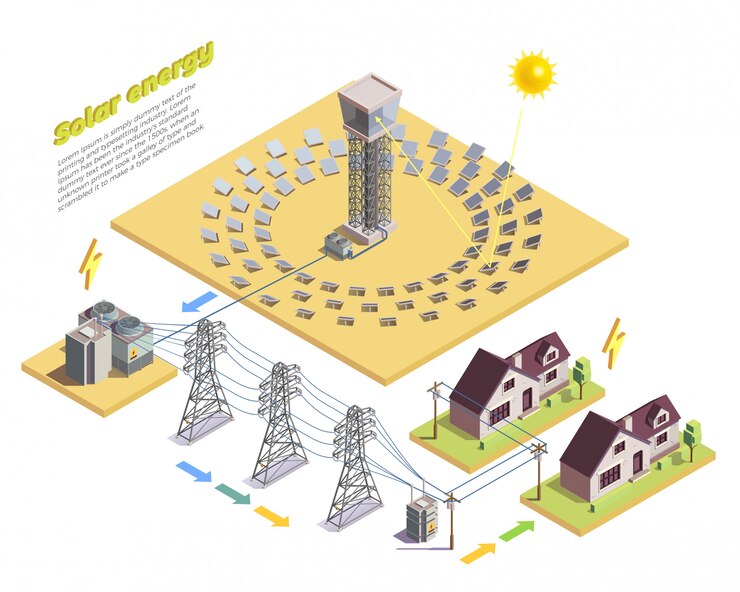 Solar energy
Lorem Ipsum is simply dummy text of the
printing and typesetting industry. Lorem
Ipsum has been the industry's standard
dummy text ever since the 1500s, when an
unknown printer took a galley of type and
scrambled it to make a type specimen book.